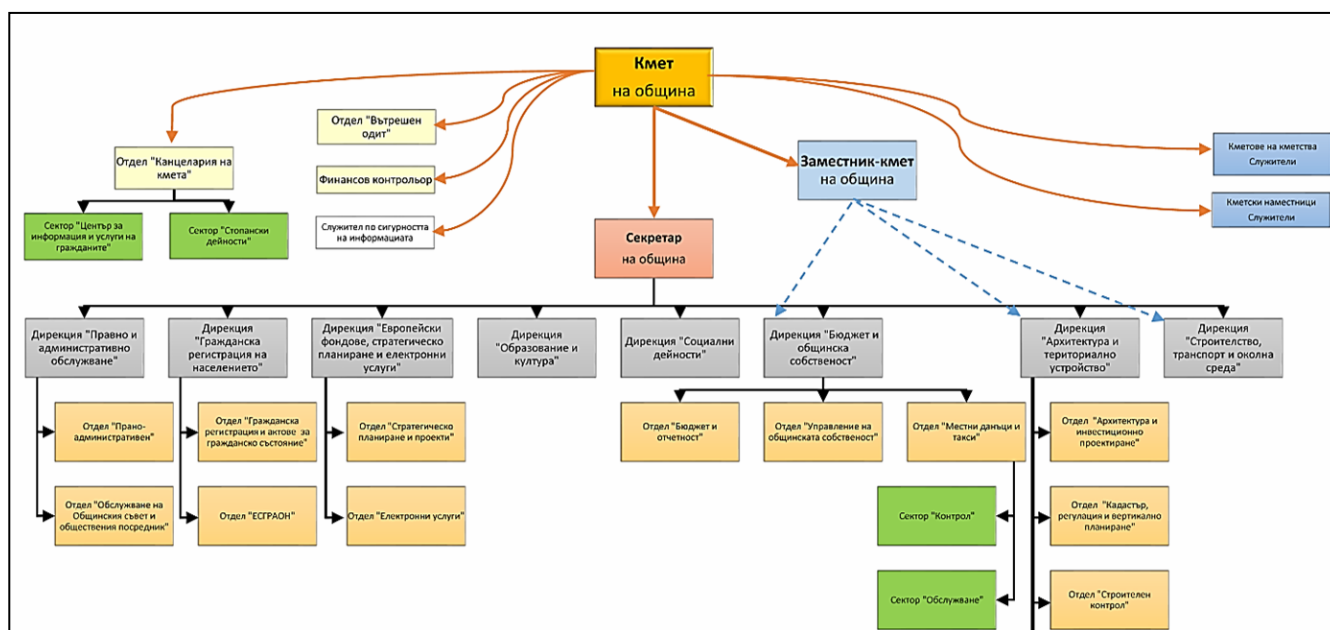 Кмет
на община
Отдел "Вътрешен
одит"
Отдел "Канцелария на
кмета"
Финансов контрольор
Заместник-кмет
на община
Кметове на кметства
Служители
Кметски наместници
Служители
Сектор "Център за
информация и услуги на
гражданите"
Сектор "Стопански
дейности"
Служител по сигурността
на информациата
Секретар
на община
Дирекция "Правно и
административно
обслужване"
Дирекция
"Гражданска
регистрация на
населението"
Дирекция "Европейски
фондове, стратегическо
планиране и електронни
услуги"
Дирекция
"Образование и
култура"
Дирекция "Социални
дейности"
Дирекция "Бюджет и
общинска
собственост"
Дирекция
"Архитектура и
териториално
устройство"
Дирекция
"Строителство,
транспорт и околна
среда"
Отдел "Прано-
административен"
Отдел "Гражданска
регистрация и актове за
гражданско състояние"
Отдел "Стратегическо
планиране и проекти"
Отдел "Бюджет и
отчетност"
Отдел "Управление на
общинската собственост"
Отдел "Местни данъци и
такси"
Отдел "Архитектура и
инвестиционно
проектиране"
Отдел "Обслужване на
Общинския съвет и
обществения посредник"
Отдел "ЕСГРАОН"
Отдел "Електронни услуги"
Сектор "Контрол"
Отдел "Кадастър,
регулация и вертикално
планиране"
Сектор "Обслужване"
Отдел "Строителен
контрол"